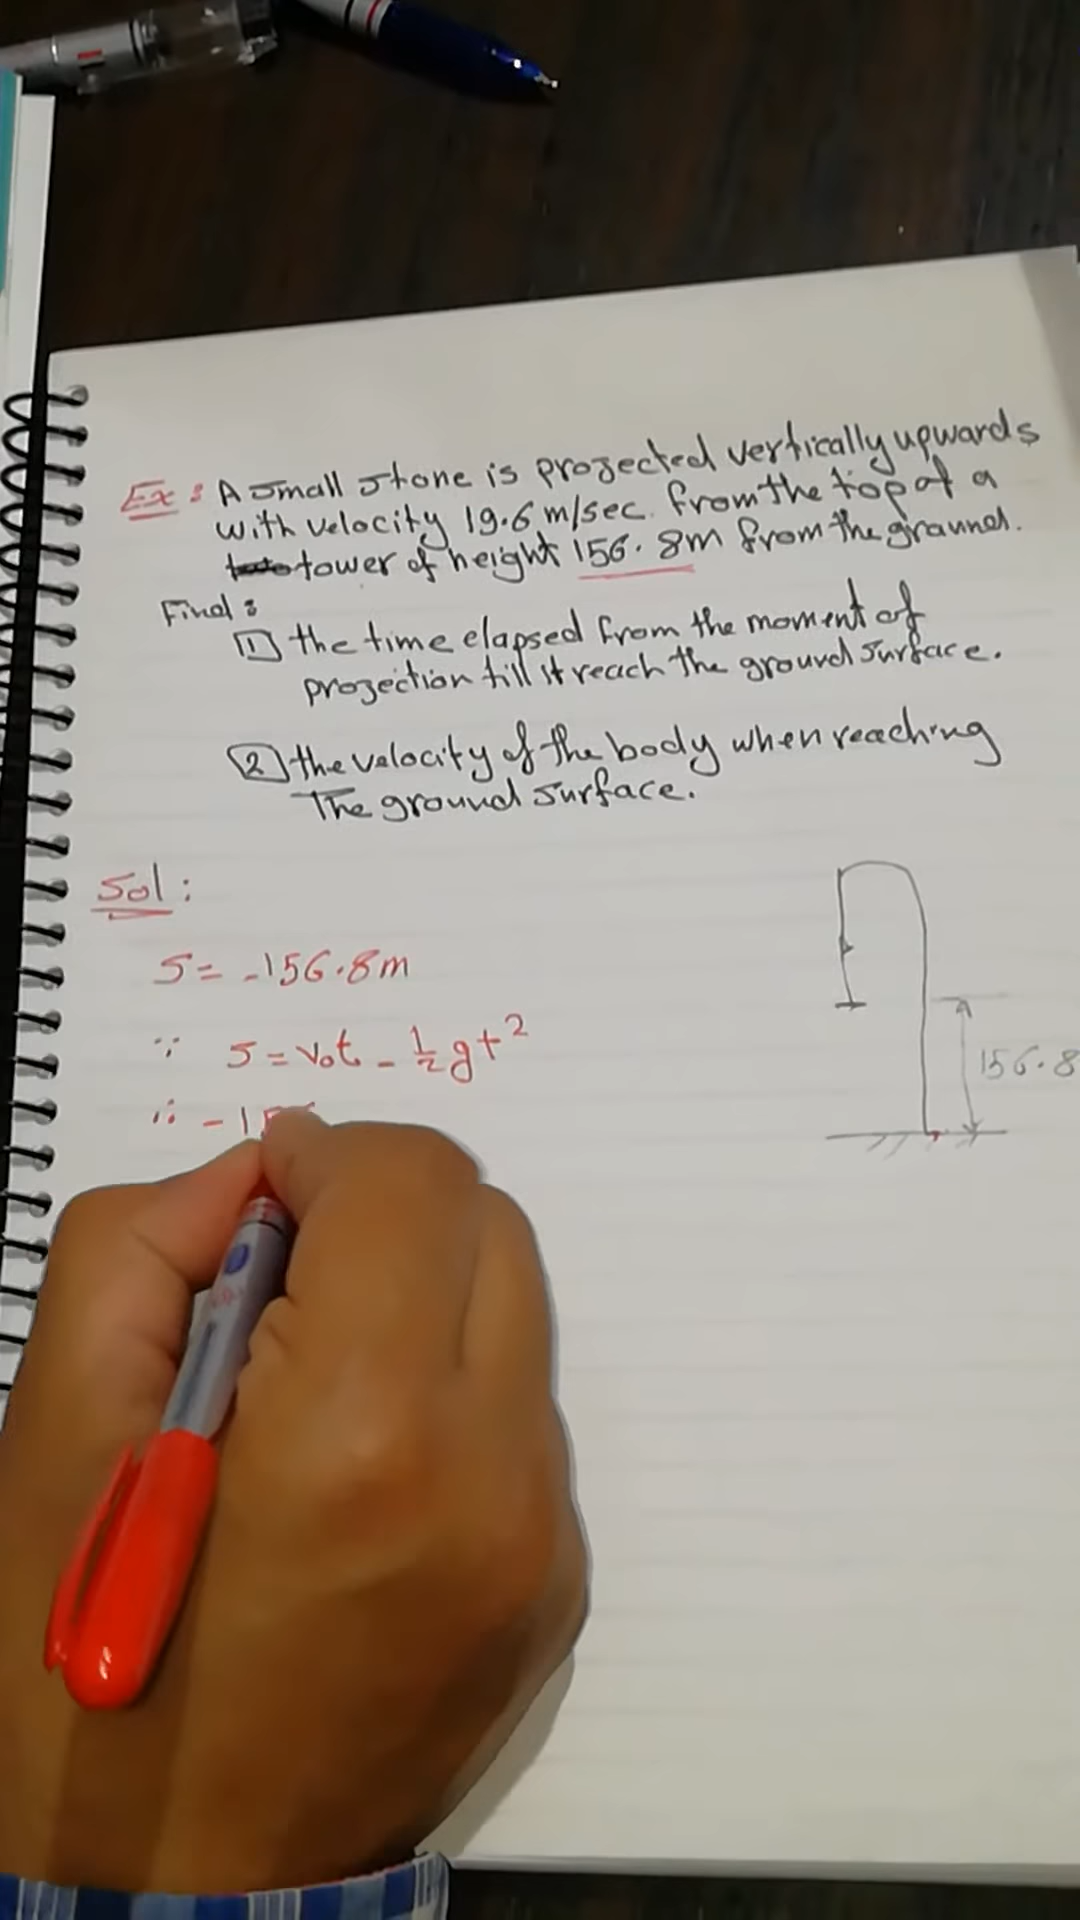 Ex: A small stone is projected vertically upwards
with velocity 19.6 m/sec. from the top of a
tower of height 156.8m from the graund.
Find:
1 the time elapsed from the moment of
projection till it reach the ground surface.
2 the velocity of the body when reaching
The ground surface.
Sol:
S = -156.8m
∵ S = V₀t - ½gt²
∴ -156
156.8